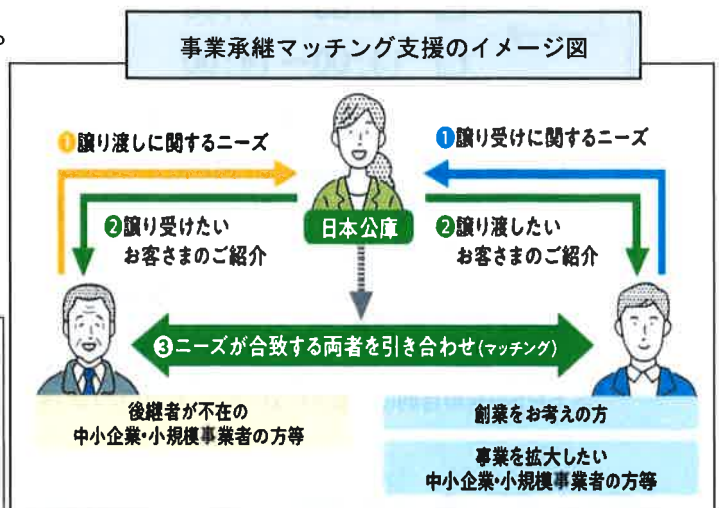 事業承継マッチング支援のイメージ図
❶譲り渡しに関するニーズ
❶譲り受けに関するニーズ
❷譲り受けたい
お客さまのご紹介
日本公庫
❷譲り渡したい
お客さまのご紹介
❸ニーズが合致する両者を引き合わせ(マッチング)
後継者が不在の
中小企業・小規模事業者の方等
創業をお考えの方
事業を拡大したい
中小企業・小規模事業者の方等